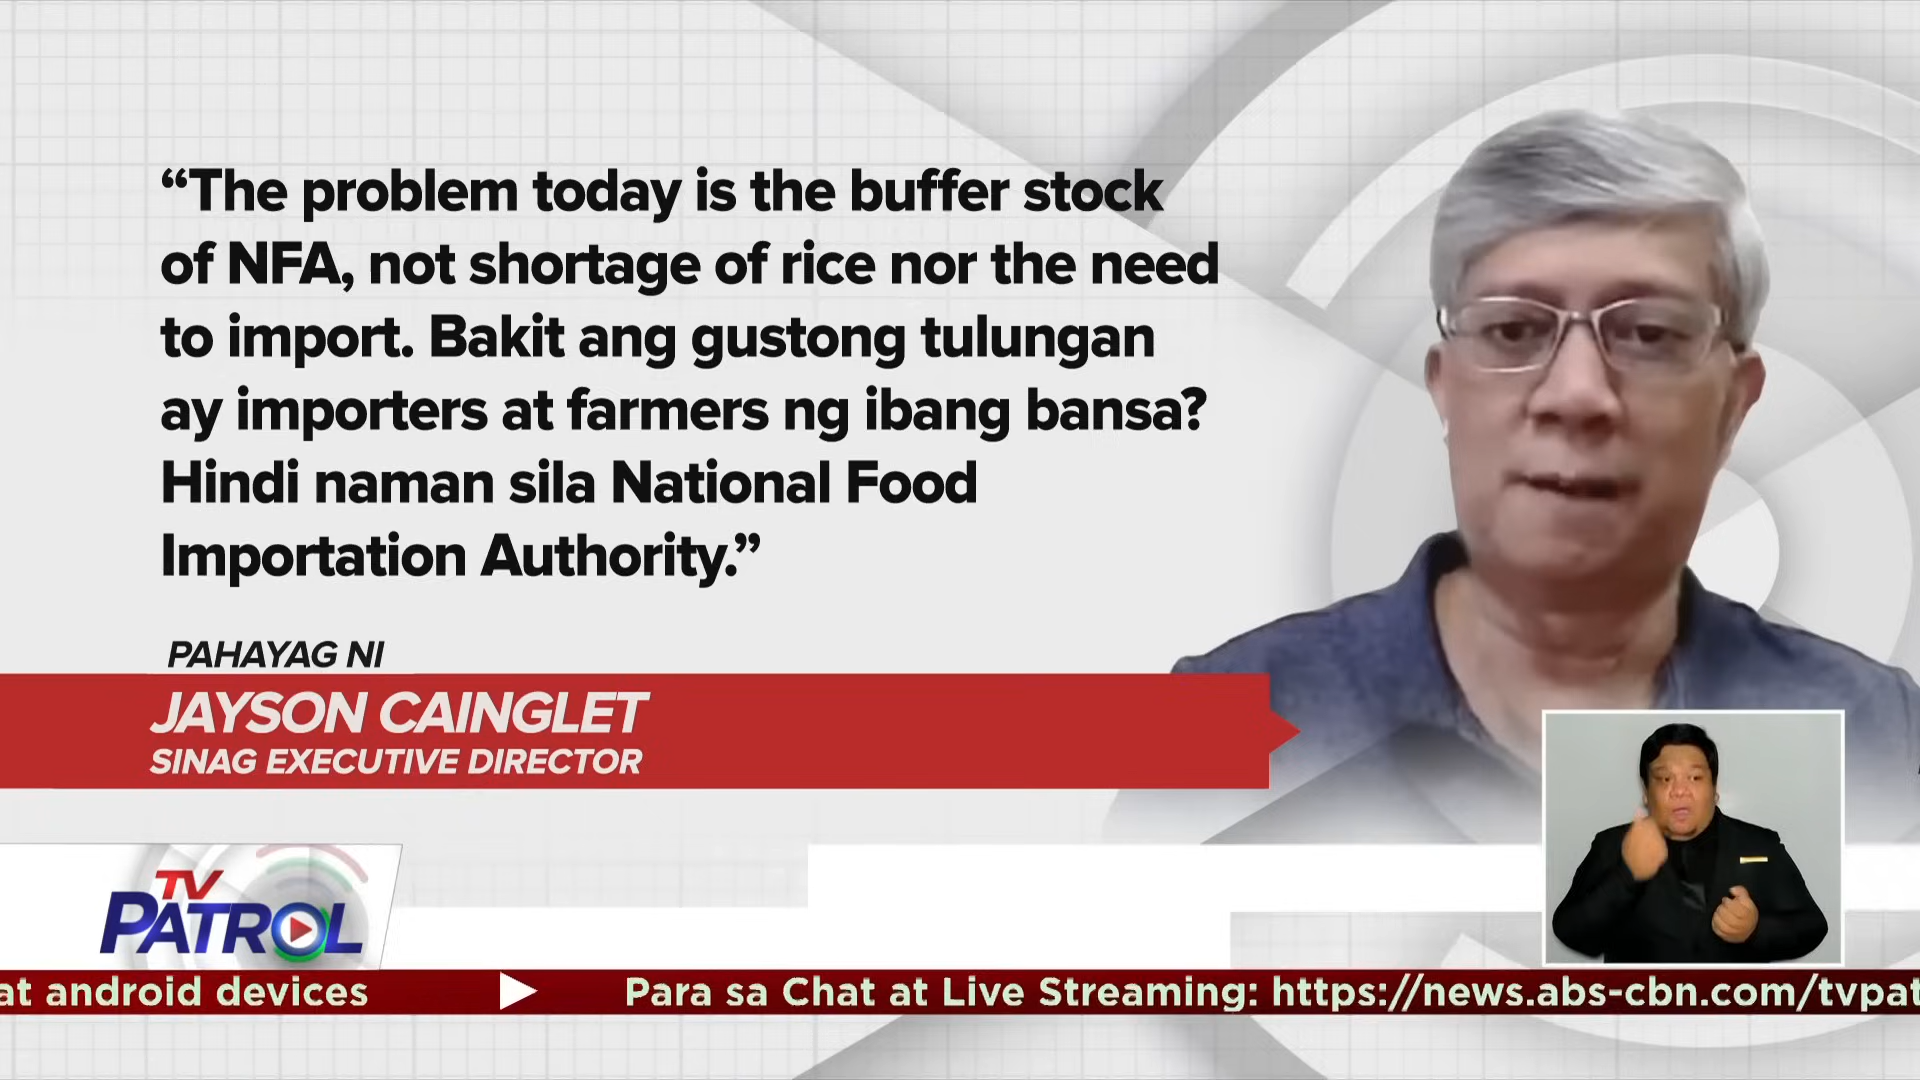 “The problem today is the buffer stock
of NFA, not shortage of rice nor the need
to import. Bakit ang gustong tulungan
ay importers at farmers ng ibang bansa?
Hindi naman sila National Food
Importation Authority.”
PAHAYAG NI
JAYSON CAINGLET
SINAG EXECUTIVE DIRECTOR
TV
PATROL
at android devices Para sa Chat at Live Streaming: https://news.abs-cbn.com/tvpat